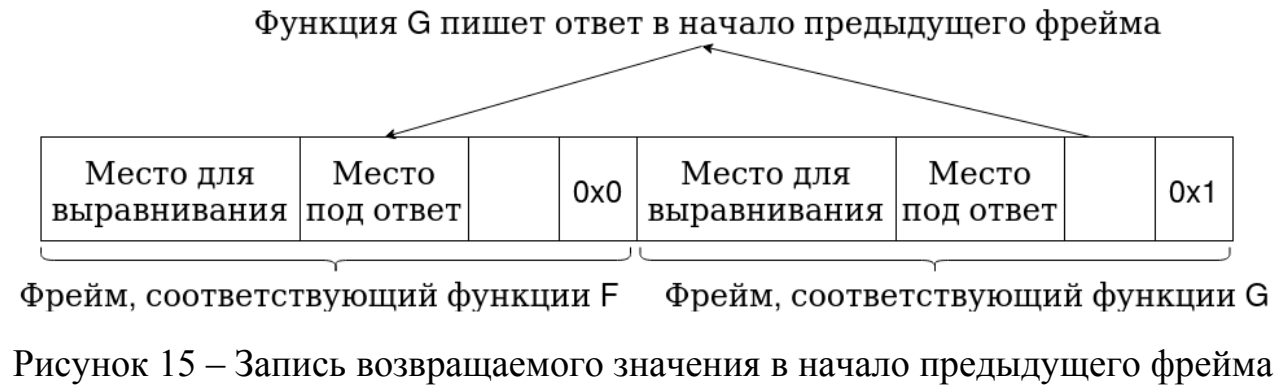 Функция G пишет ответ в начало предыдущего фрейма
Место для
выравнивания
Место
под ответ
0x0
Место для
выравнивания
Место
под ответ
0x1
Фрейм, соответствующий функции F
Фрейм, соответствующий функции G
Рисунок 15 – Запись возвращаемого значения в начало предыдущего фрейма